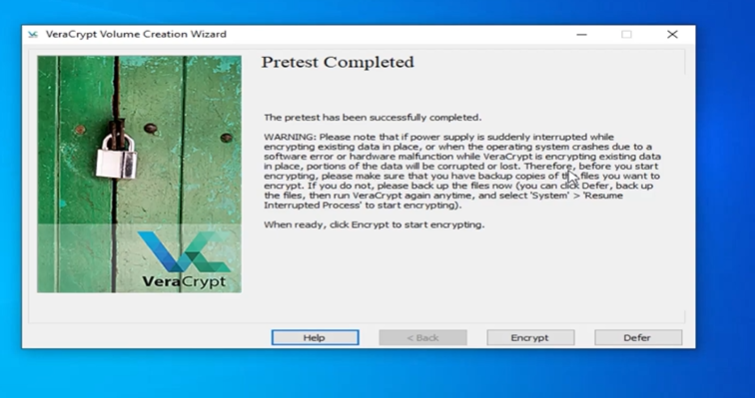 VeraCrypt Volume Creation Wizard
Pretest Completed
The pretest has been successfully completed.
WARNING: Please note that if power supply is suddenly interrupted while
encrypting existing data in place, or when the operating system crashes due to a
software error or hardware malfunction while VeraCrypt is encrypting existing data
in place, portions of the data will be corrupted or lost. Therefore, before you start
encrypting, please make sure that you have backup copies of the files you want to
encrypt. If you do not, please back up the files now (you can click Defer, back up
the files, then run VeraCrypt again anytime, and select 'System' > 'Resume
Interrupted Process' to start encrypting).
When ready, click Encrypt to start encrypting.
VeraCrypt
Help
< Back
Encrypt
Defer